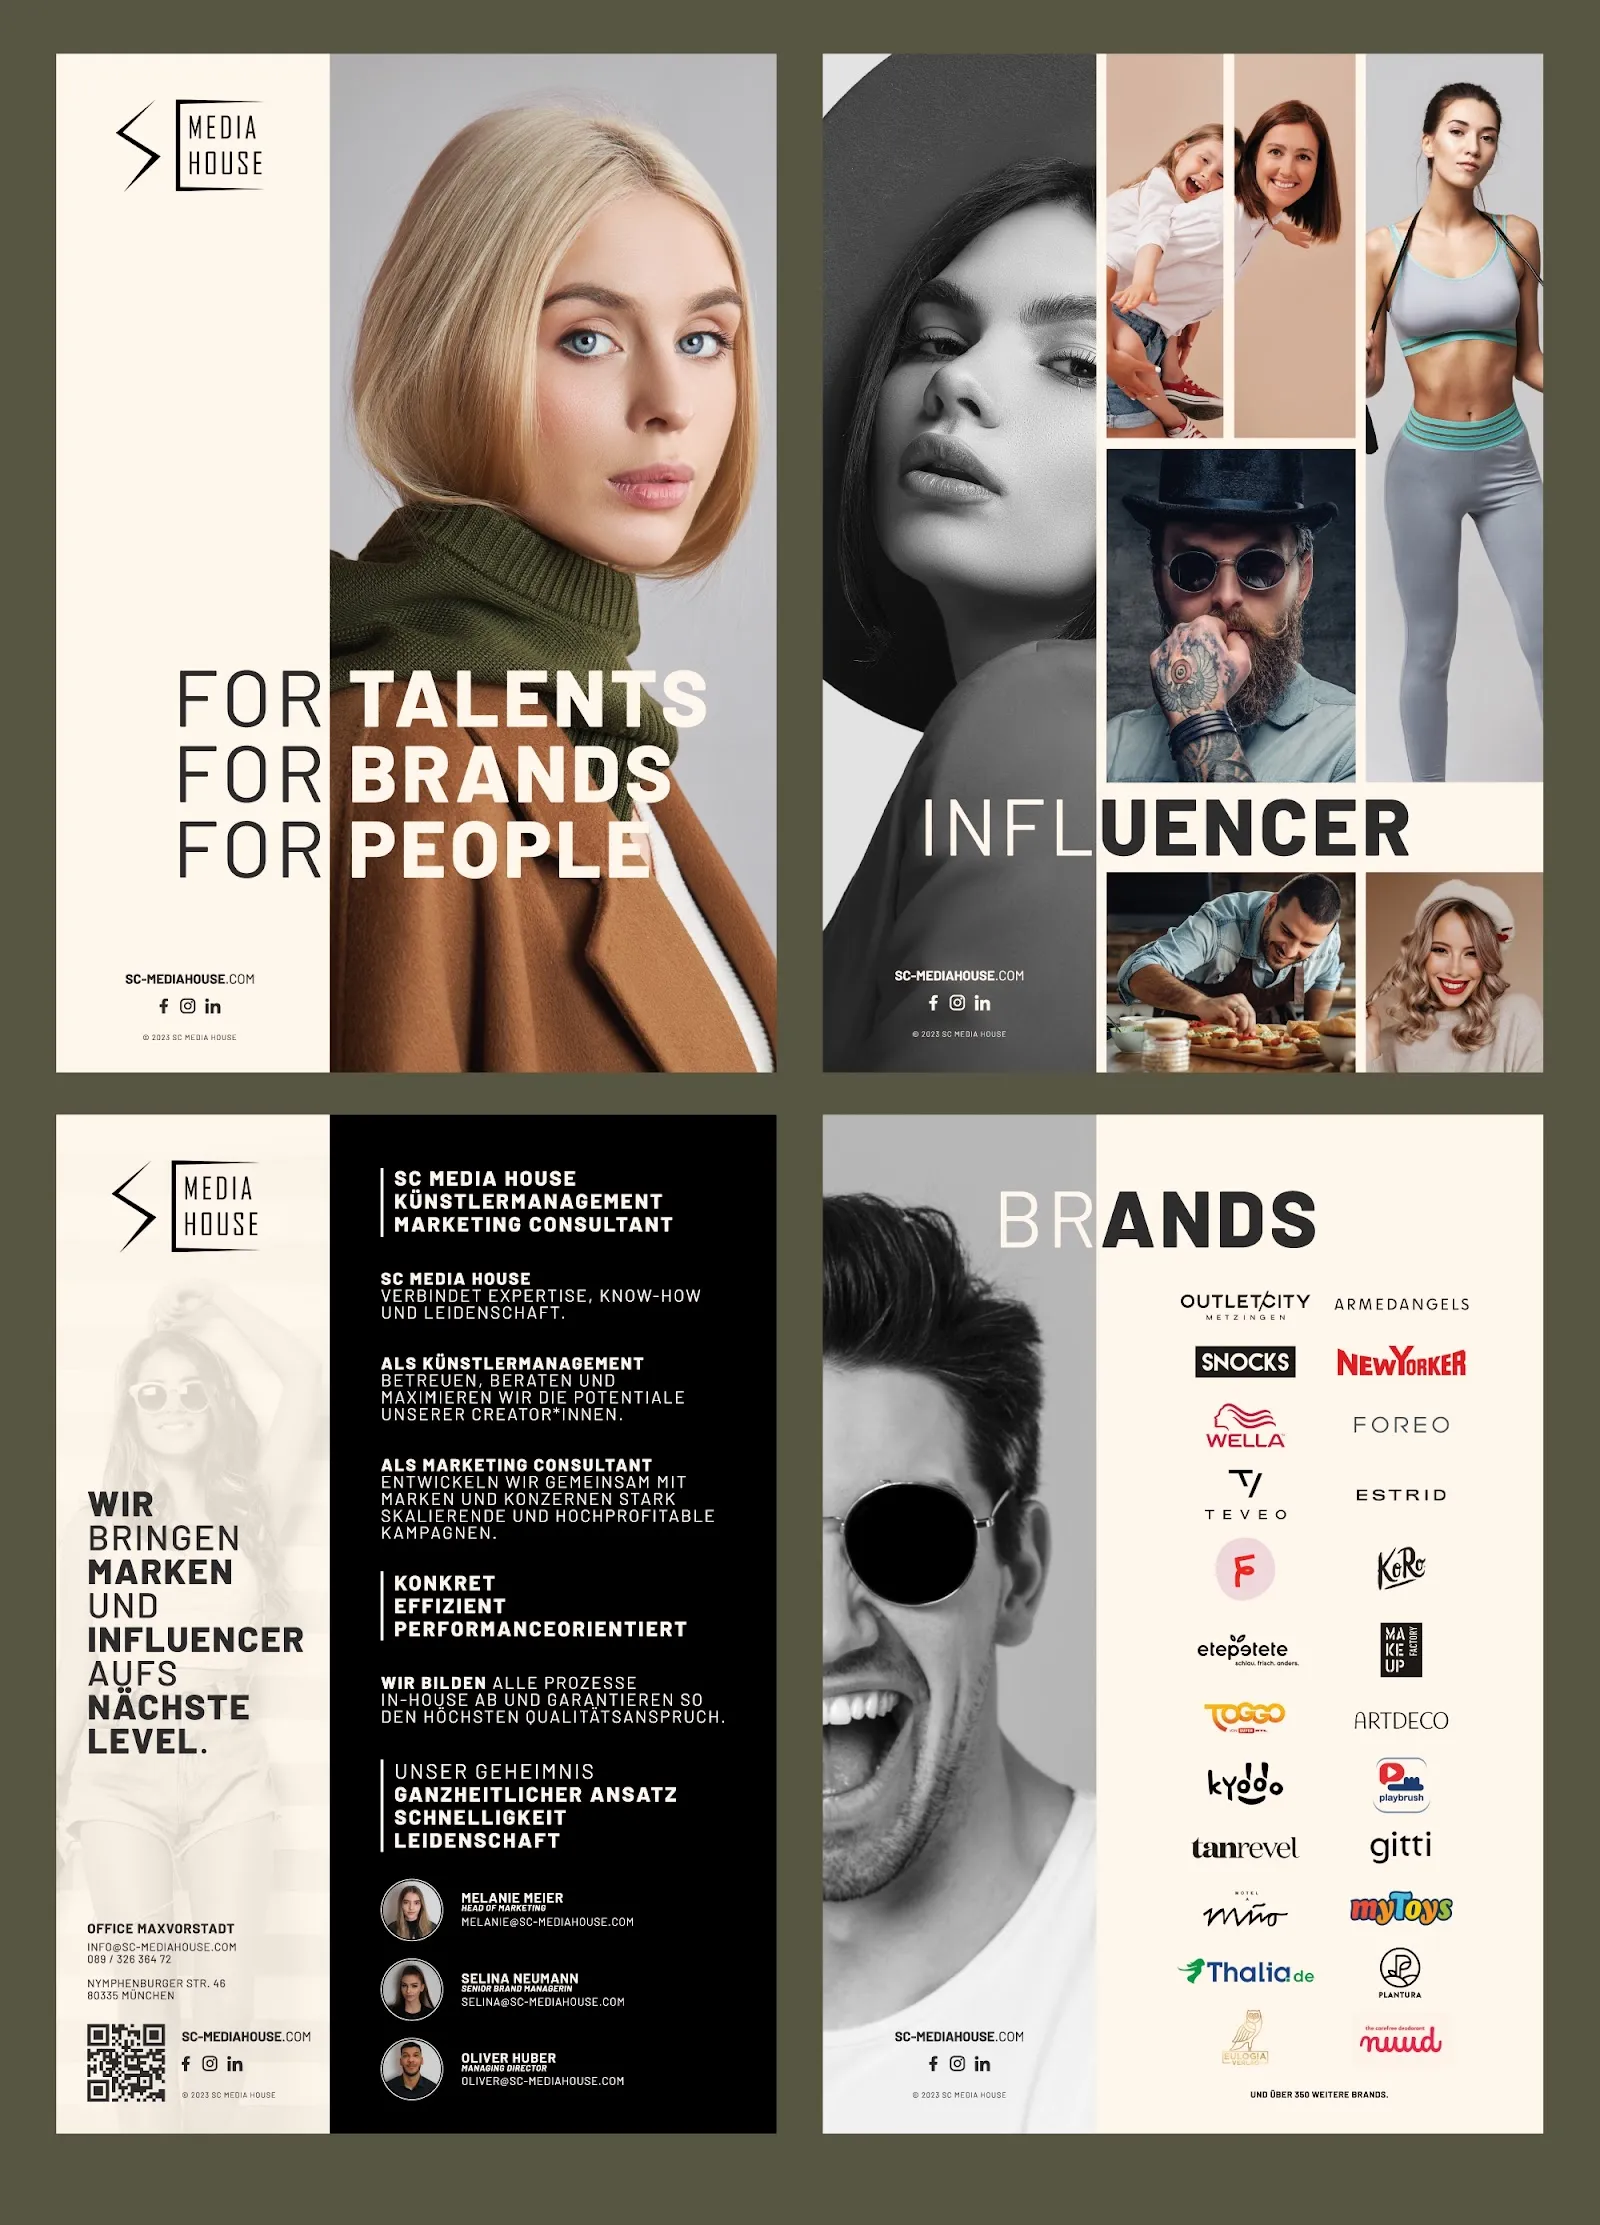 MEDIA
HOUSE
FOR TALENTS
FOR BRANDS
FOR PEOPLE
SC-MEDIAHOUSE.COM
© 2023 SC MEDIA HOUSE
INFLUENCER
SC-MEDIAHOUSE.COM
© 2023 SC MEDIA HOUSE
MEDIA
HOUSE
WIR
BRINGEN
MARKEN
UND
INFLUENCER
AUFS
NÄCHSTE
LEVEL.
OFFICE MAXVORSTADT
INFO@SC-MEDIAHOUSE.COM
089 / 326 364 72
NYMPHENBURGER STR. 46
80335 MÜNCHEN
SC-MEDIAHOUSE.COM
© 2023 SC MEDIA HOUSE
SC MEDIA HOUSE
KÜNSTLERMANAGEMENT
MARKETING CONSULTANT
SC MEDIA HOUSE
VERBINDET EXPERTISE, KNOW-HOW
UND LEIDENSCHAFT.
ALS KÜNSTLERMANAGEMENT
BETREUEN, BERATEN UND
MAXIMIEREN WIR DIE POTENTIALE
UNSERER CREATOR*INNEN.
ALS MARKETING CONSULTANT
ENTWICKELN WIR GEMEINSAM MIT
MARKEN UND KONZERNEN STARK
SKALIERENDE UND HOCHPROFITABLE
KAMPAGNEN.
KONKRET
EFFIZIENT
PERFORMANCEORIENTIERT
WIR BILDEN ALLE PROZESSE
IN-HOUSE AB UND GARANTIEREN SO
DEN HÖCHSTEN QUALITÄTSANSPRUCH.
UNSER GEHEIMNIS
GANZHEITLICHER ANSATZ
SCHNELLIGKEIT
LEIDENSCHAFT
MELANIE MEIER
HEAD OF MARKETING
MELANIE@SC-MEDIAHOUSE.COM
SELINA NEUMANN
SENIOR BRAND MANAGERIN
SELINA@SC-MEDIAHOUSE.COM
OLIVER HUBER
MANAGING DIRECTOR
OLIVER@SC-MEDIAHOUSE.COM
BRANDS
OUTLETCITY
METZINGEN
ARMEDANGELS
SNOCKS
NEWYORKER
WELLA
FOREO
TEVEO
ESTRID
F
KoRo
etepetete
schlau. frisch. anders.
MAKE UP FACTORY
TOGGO
ARTDECO
kyooo
playbrush
tanrevel
gitti
HOTEL
A
miño
myToys
Thalia.de
PLANTURA
EULOGIA
VERLAG
the carefree deodorant
nuud
UND ÜBER 350 WEITERE BRANDS.
SC-MEDIAHOUSE.COM
© 2023 SC MEDIA HOUSE